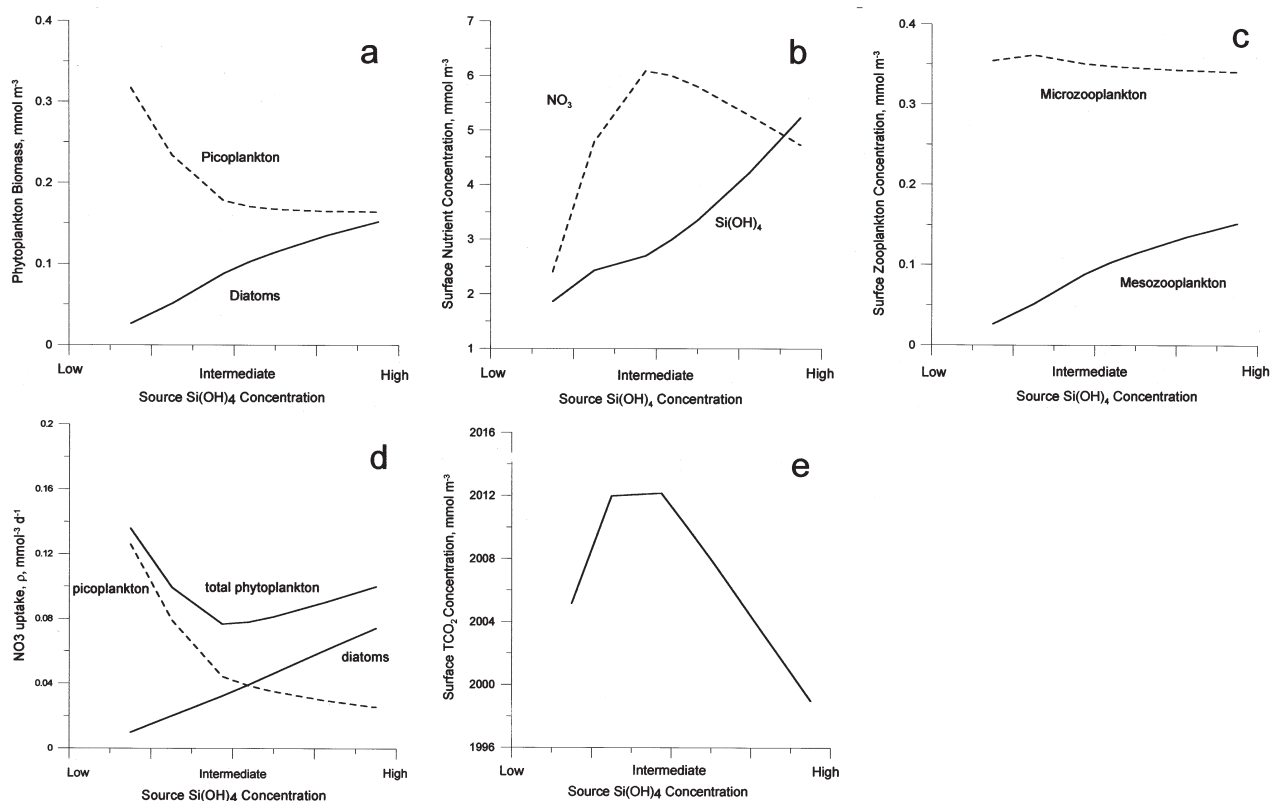 a
0.4
0.3
0.2
0.1
0
Phytoplankton Biomass, mmol m-3
Picoplankton
Diatoms
Low
Intermediate
High
Source Si(OH)4 Concentration
b
7
6
5
4
3
2
1
Surface Nutrient Concentration, mmol m-3
NO3
Si(OH)4
Low
Intermediate
High
Source Si(OH)4 Concentration
c
0.4
0.3
0.2
0.1
0
Surfce Zooplankton Concentration, mmol m-3
Microzooplankton
Mesozooplankton
Low
Intermediate
High
Source Si(OH)4 Concentration
d
0.2
0.16
0.12
0.08
0.04
0
NO3 uptake, ρ, mmol-3 d-1
picoplankton
total phytoplankton
diatoms
Low
Intermediate
High
Source Si(OH)4 Concentration
e
2016
2012
2008
2004
2000
1996
Surface TCO2 Concentration, mmol m-3
Low
Intermediate
High
Source Si(OH)4 Concentration